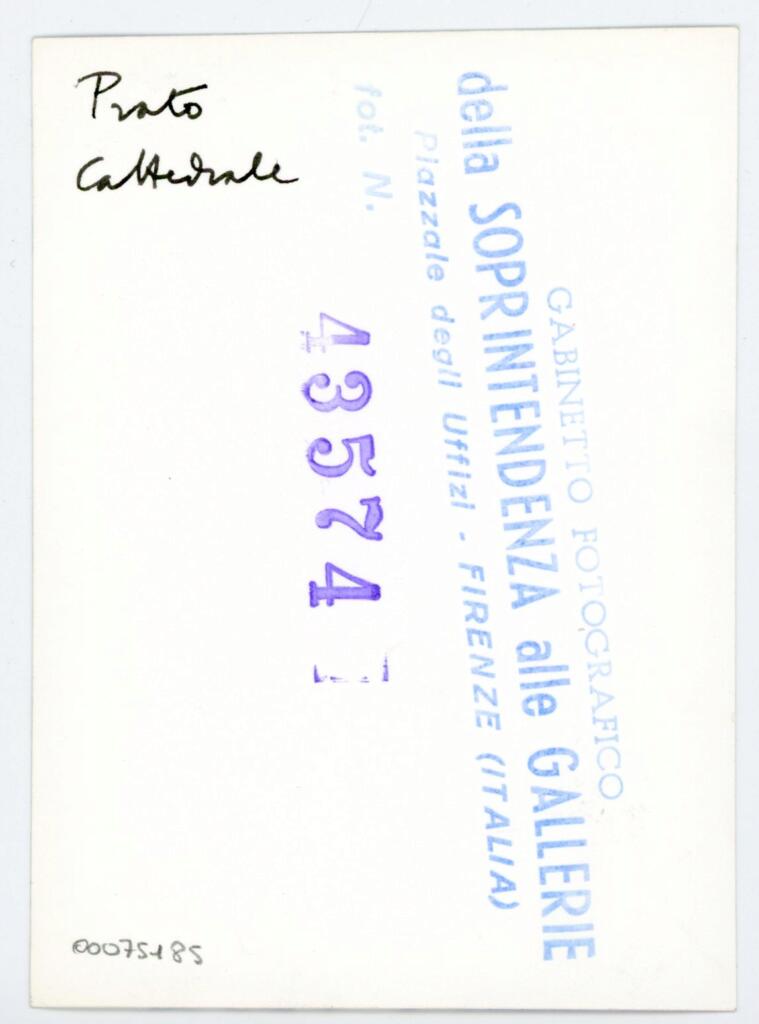 Prato
Cattedrale
GABINETTO FOTOGRAFICO
della SOPRINTENDENZA alle GALLERIE
Piazzale degli Uffizi - FIRENZE (ITALIA)
fot. N.
43574
00075185